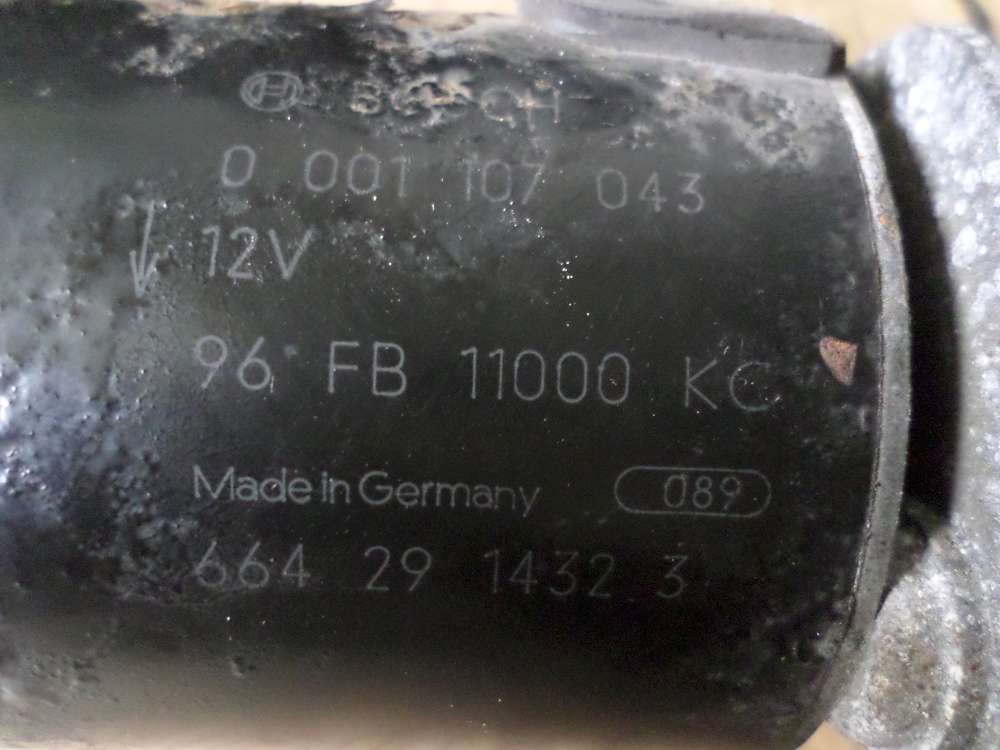 BOSCH
0 001 107 043
12V
96 FB 11000 KC
Made in Germany 089
664 29 1432 3